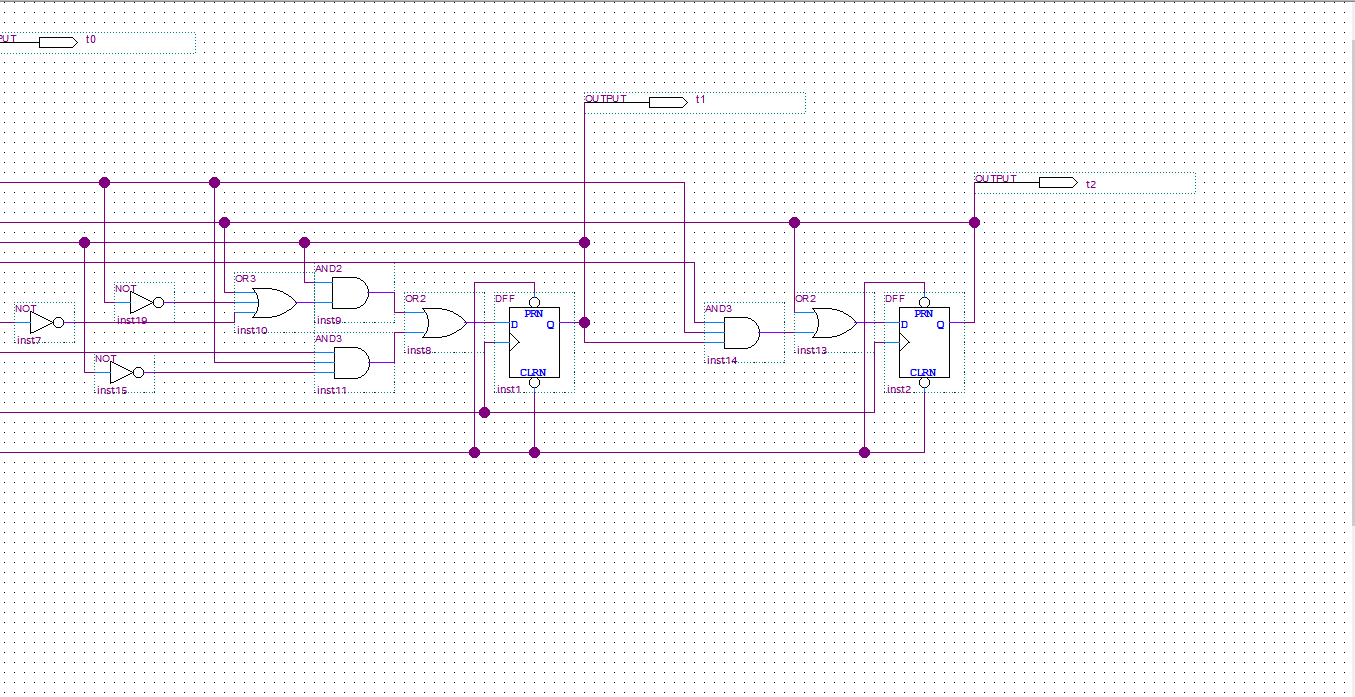 PUT t0
OUTPUT t1
OUTPUT t2
AND2
OR3
NOT
NOT
OR2
DFF
AND3
OR2
DFF
PRN
D Q
CLRN
PRN
D Q
CLRN
inst19
inst9
inst10
inst7
AND3
inst8
NOT
inst14
inst13
inst15
inst11
inst1
inst2